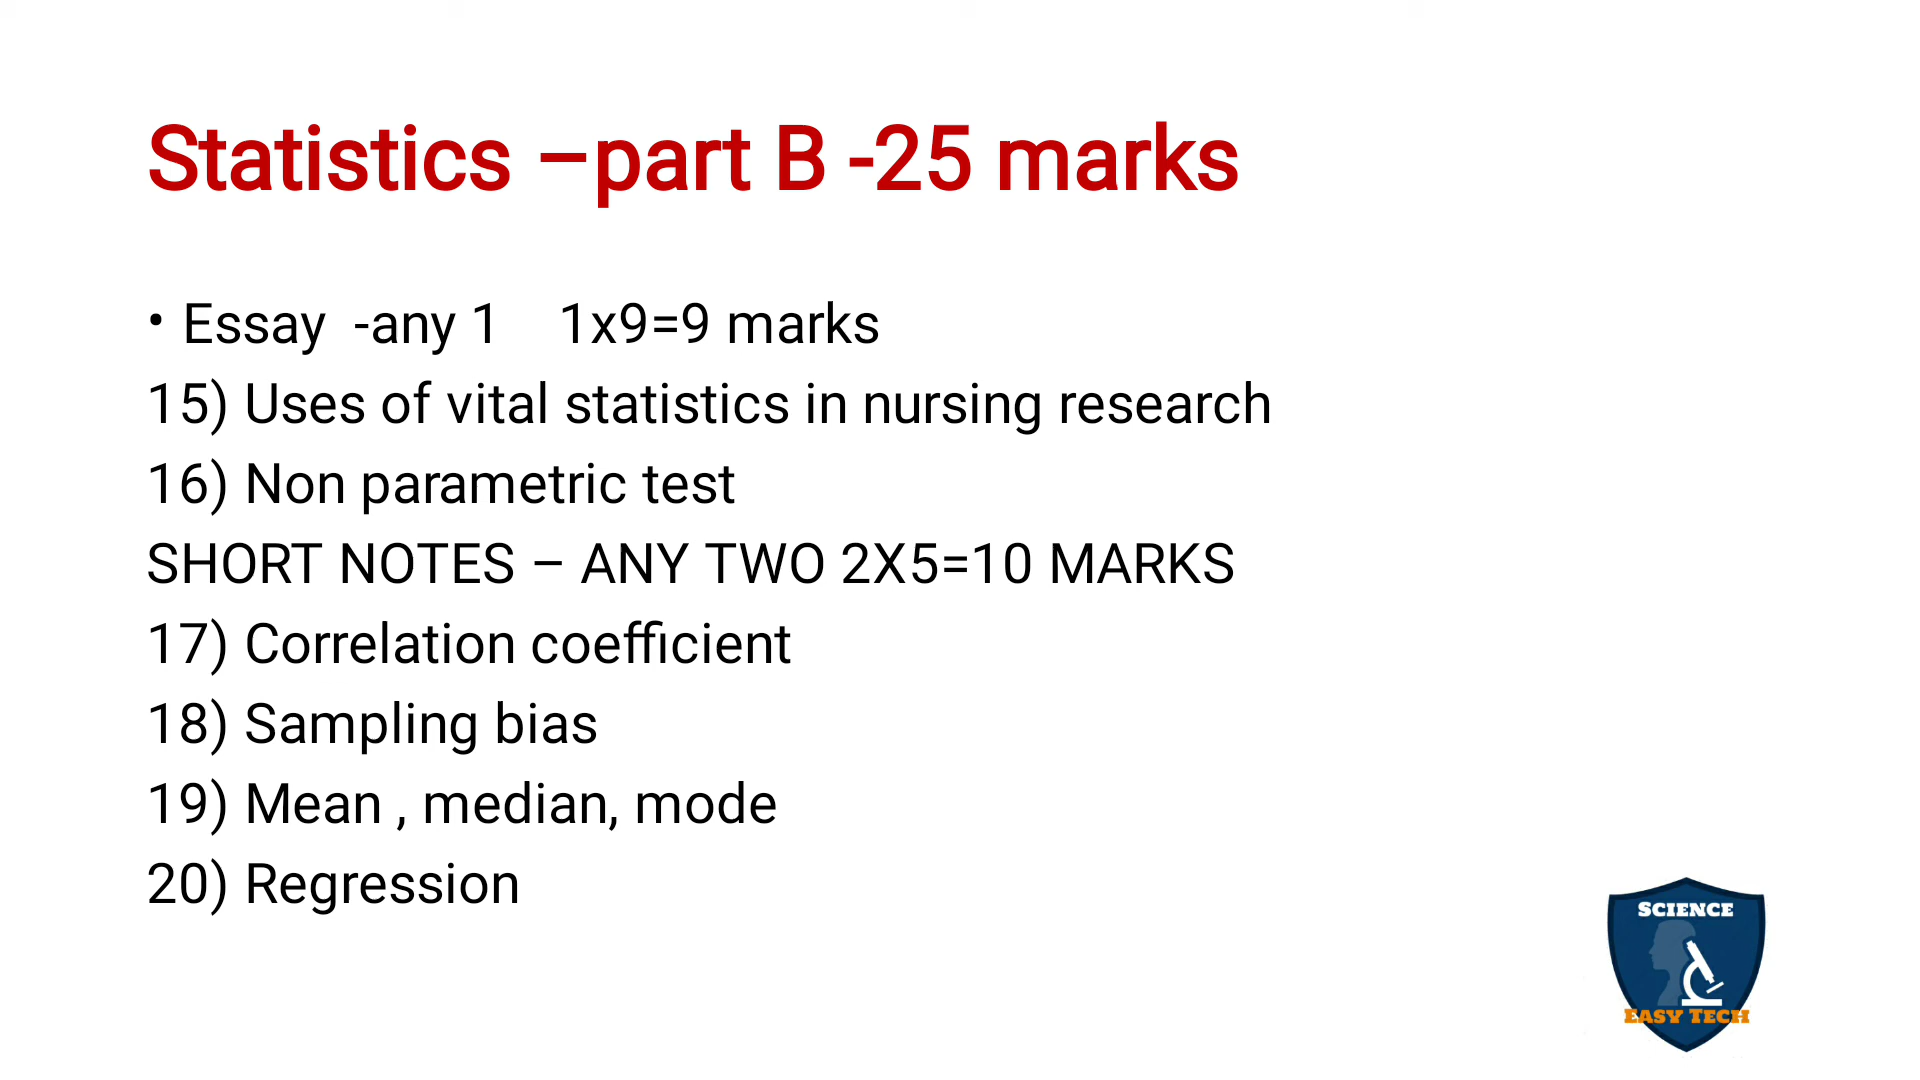 Statistics –part B -25 marks
• Essay  -any 1    1x9=9 marks
15) Uses of vital statistics in nursing research
16) Non parametric test
SHORT NOTES – ANY TWO 2X5=10 MARKS
17) Correlation coefficient
18) Sampling bias
19) Mean , median, mode
20) Regression
SCIENCE
EASY TECH